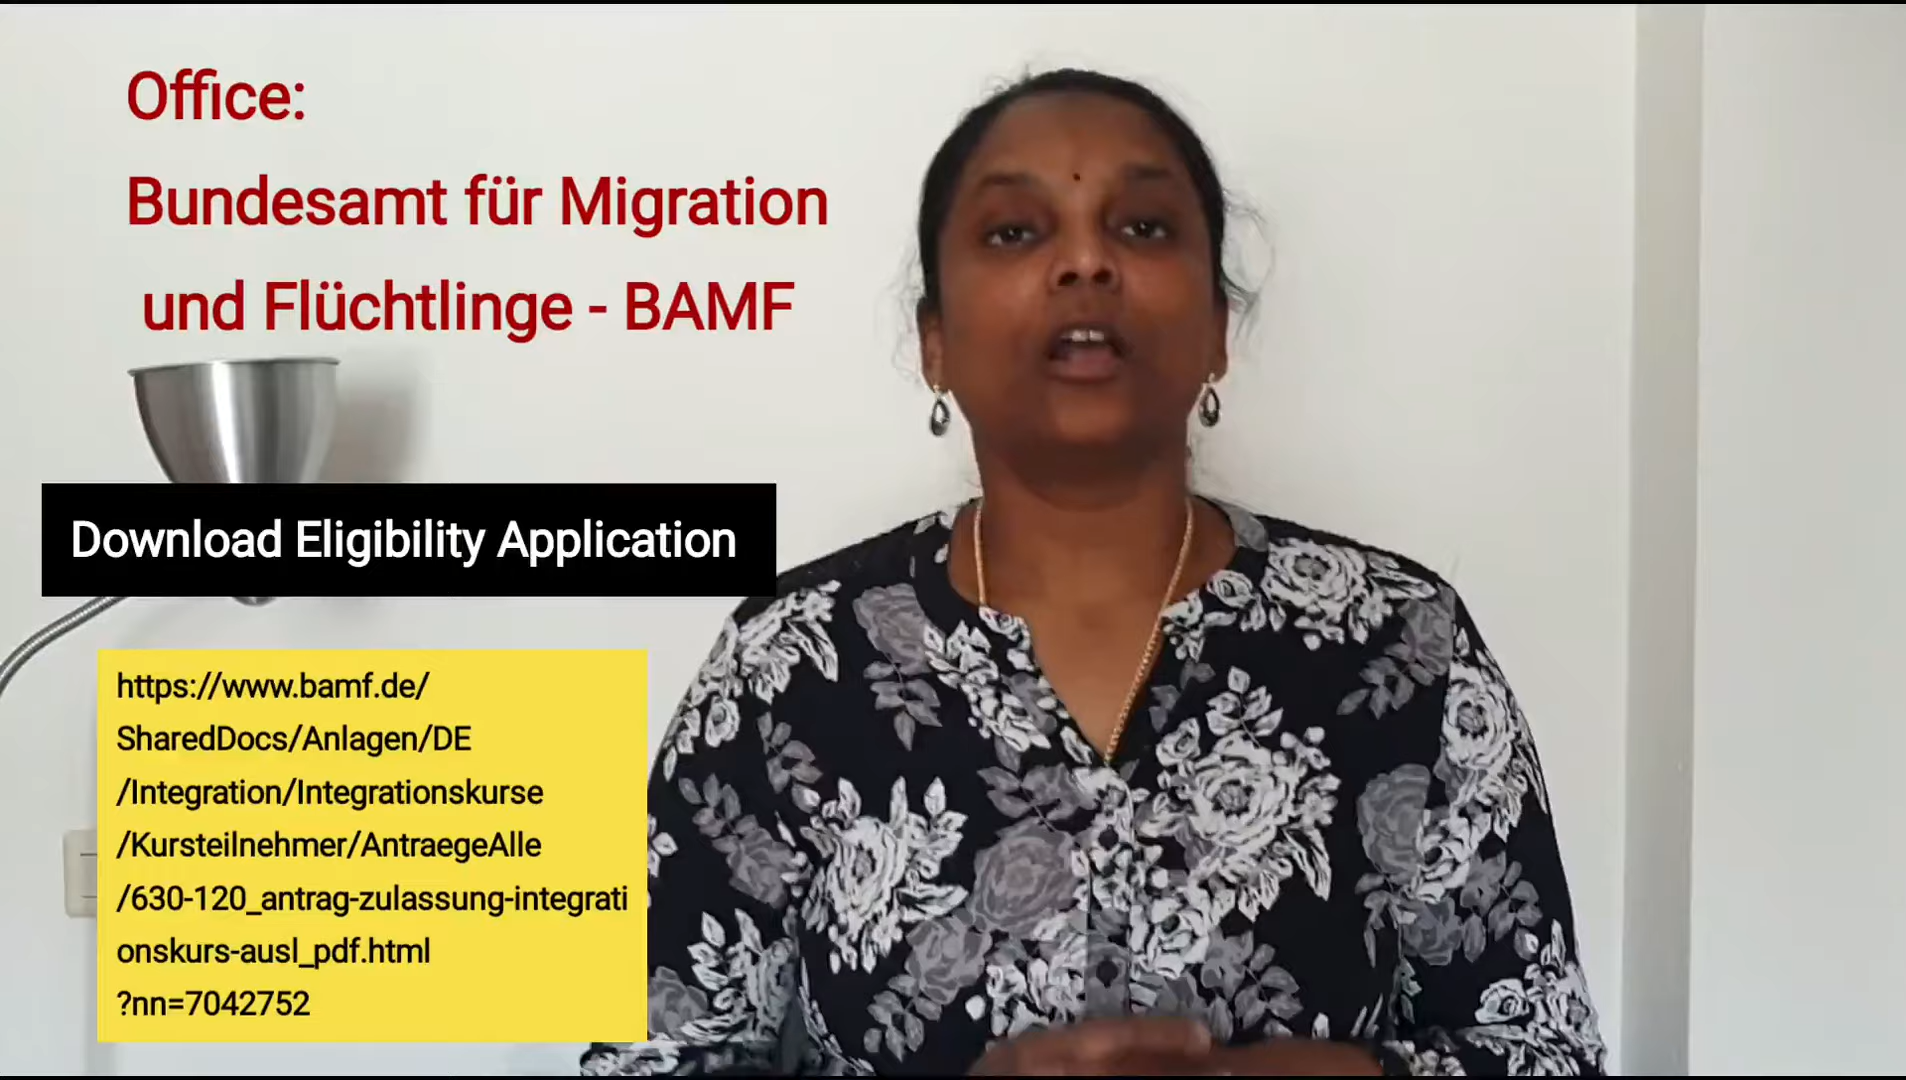 Office:
Bundesamt für Migration
und Flüchtlinge - BAMF
Download Eligibility Application
https://www.bamf.de/
SharedDocs/Anlagen/DE
/Integration/Integrationskurse
/Kursteilnehmer/AntraegeAlle
/630-120_antrag-zulassung-integrati
onskurs-ausl_pdf.html
?nn=7042752